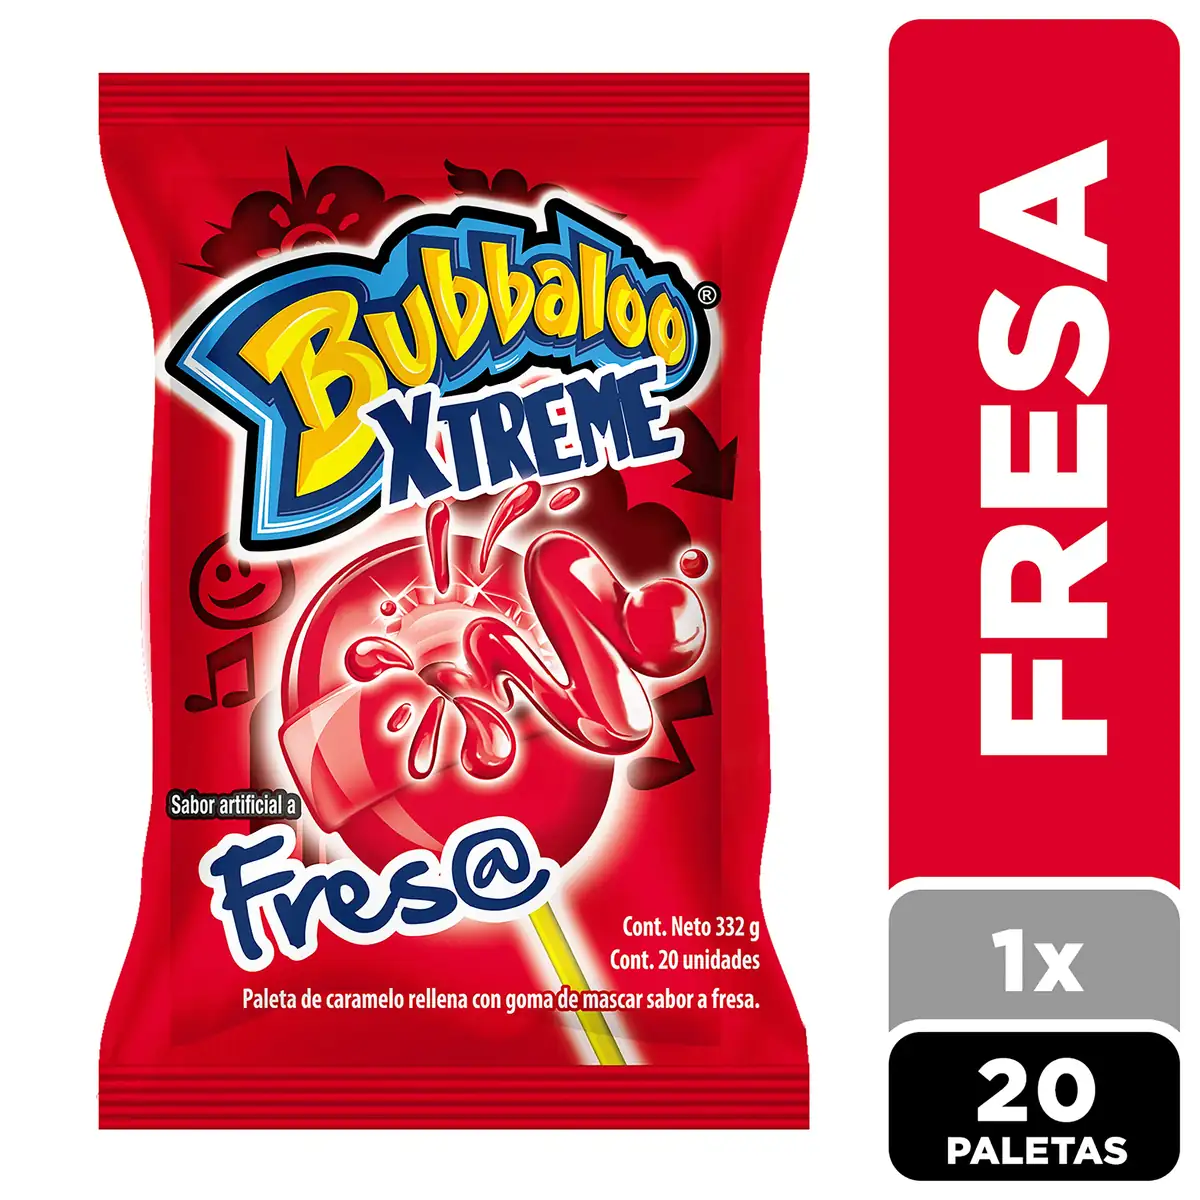 Bubbaloo®
XTREME
Sabor artificial a
Fres@
Cont. Neto 332 g
Cont. 20 unidades
Paleta de caramelo rellena con goma de mascar sabor a fresa.
FRESA
1x
20
PALETAS